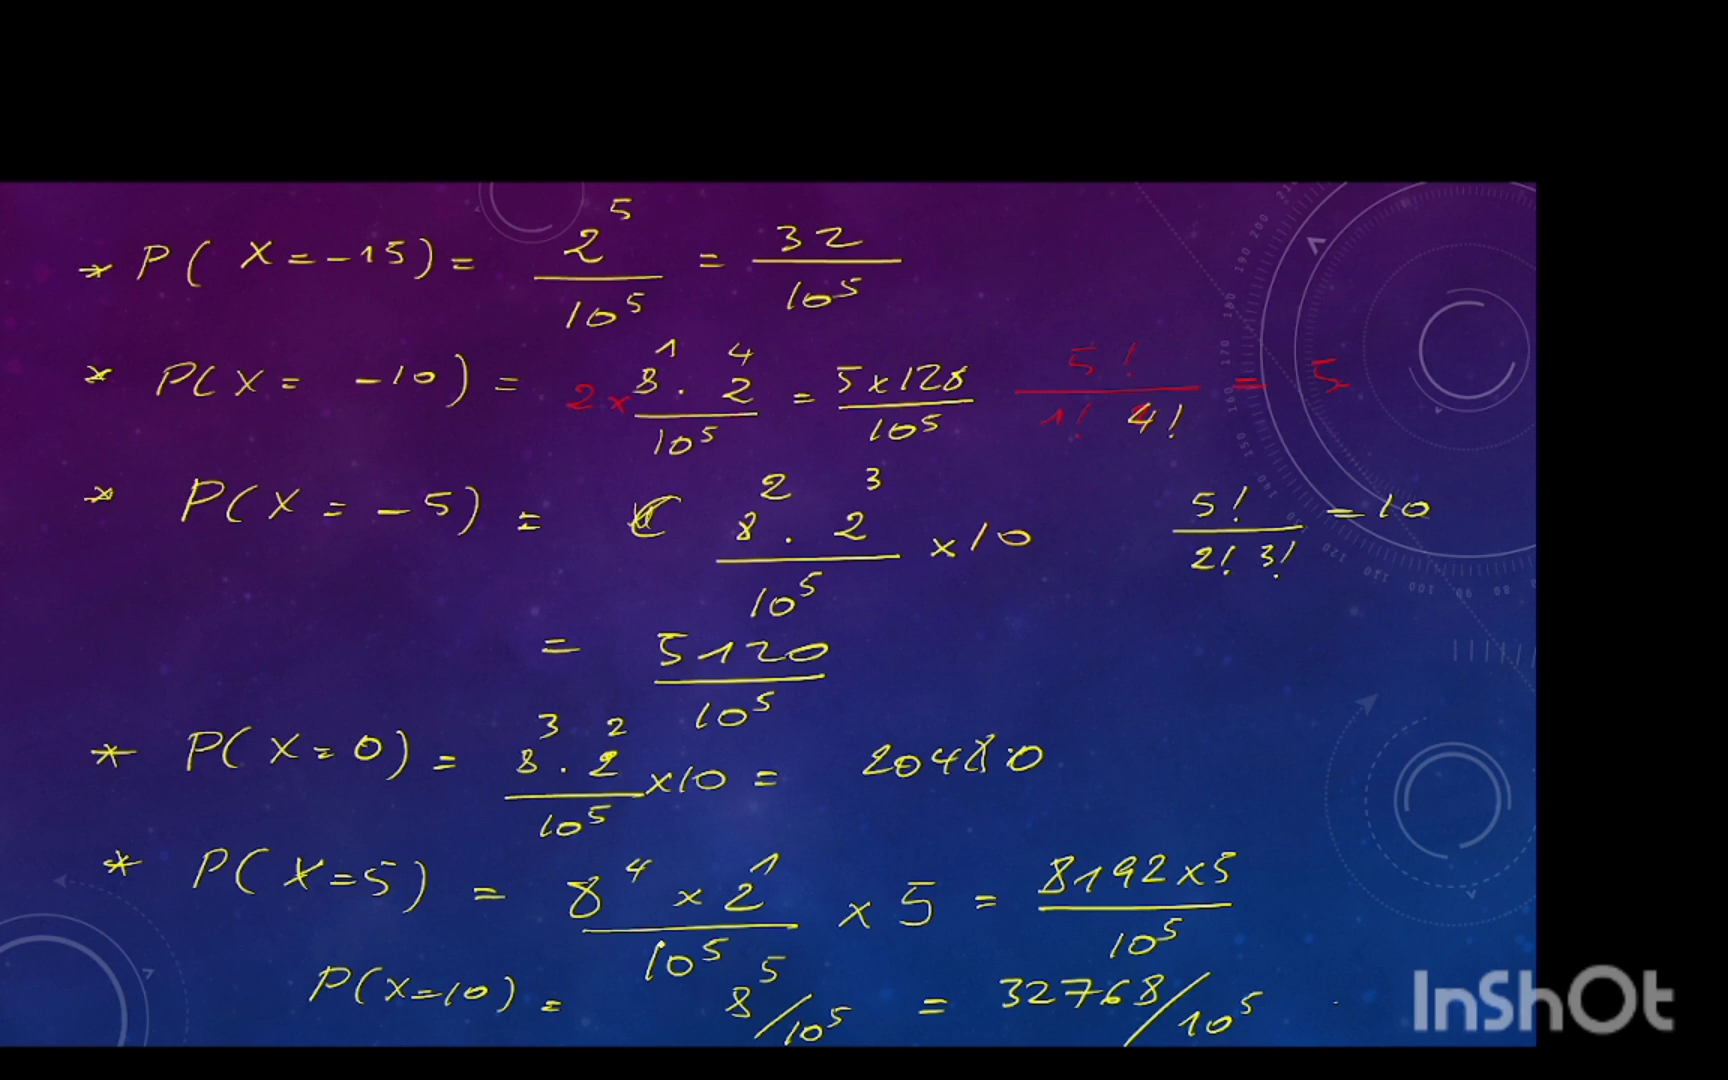 * P( X = -15) = 2^5 / 10^5 = 32 / 10^5
* P( X = -10) = 2 x 8^1 . 2^4 / 10^5 = 5 x 128 / 10^5   5! / 1! 4! = 5
* P( X = -5) = 8^2 . 2^3 / 10^5 x 10   5! / 2! 3! = 10
= 5120 / 10^5
* P( X = 0) = 8^3 . 2^2 / 10^5 x 10 = 20480
* P( X = 5) = 8^4 x 2^1 / 10^5 x 5 = 8192 x 5 / 10^5
P(X=10) = 8^5 / 10^5 = 32768 / 10^5
InShOt